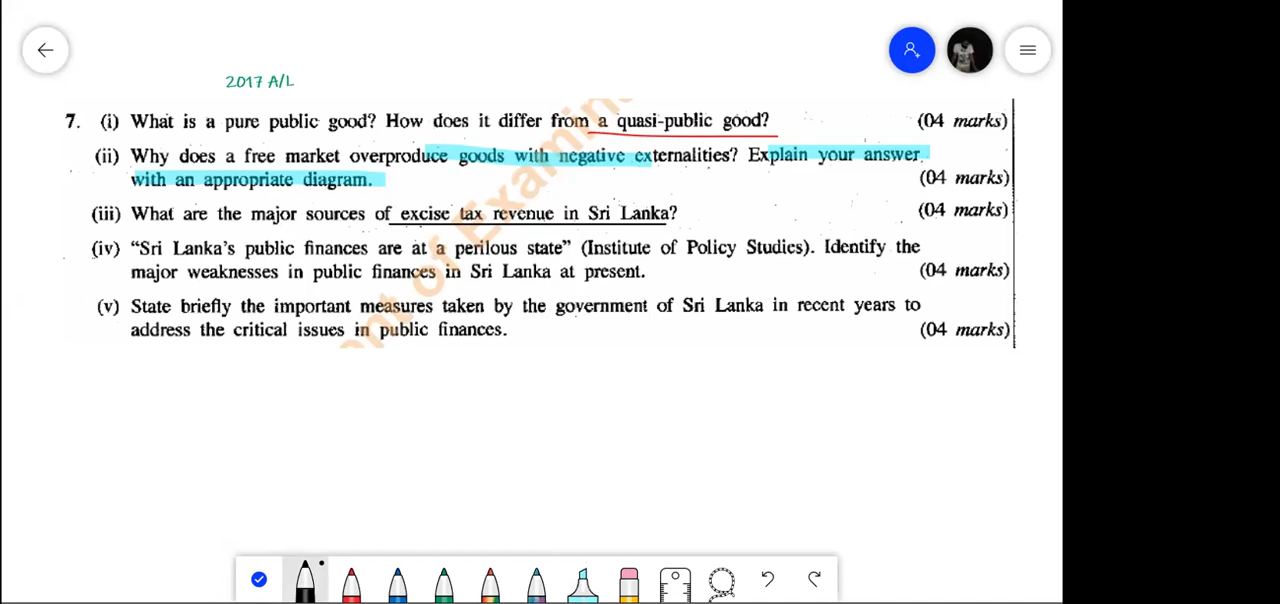 2017 A/L
7. (i) What is a pure public good? How does it differ from a quasi-public good? (04 marks)
(ii) Why does a free market overproduce goods with negative externalities? Explain your answer
with an appropriate diagram. (04 marks)
(iii) What are the major sources of excise tax revenue in Sri Lanka? (04 marks)
(iv) “Sri Lanka’s public finances are at a perilous state” (Institute of Policy Studies). Identify the
major weaknesses in public finances in Sri Lanka at present. (04 marks)
(v) State briefly the important measures taken by the government of Sri Lanka in recent years to
address the critical issues in public finances. (04 marks)